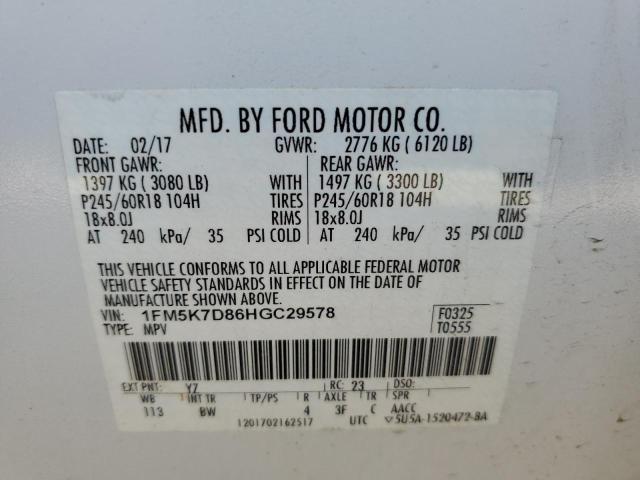 MFD. BY FORD MOTOR CO.
DATE: 02/17 GVWR: 2776 KG ( 6120 LB)
FRONT GAWR: REAR GAWR:
1397 KG ( 3080 LB) WITH 1497 KG ( 3300 LB) WITH
P245/60R18 104H TIRES P245/60R18 104H TIRES
18x8.0J RIMS 18x8.0J RIMS
AT 240 kPa/ 35 PSI COLD AT 240 kPa/ 35 PSI COLD
THIS VEHICLE CONFORMS TO ALL APPLICABLE FEDERAL MOTOR
VEHICLE SAFETY STANDARDS IN EFFECT ON THE DATE OF
MANUFACTURE SHOWN ABOVE.
VIN: 1FM5K7D86HGC29578 F0325
TYPE: MPV T0555
EXT PNT: YZ RC: 23 DSO:
WB INT TR TP/PS R AXLE TR SPR
113 BW 4 3F C AACC
1201702162517 UTC 5U5A-1520472-BA